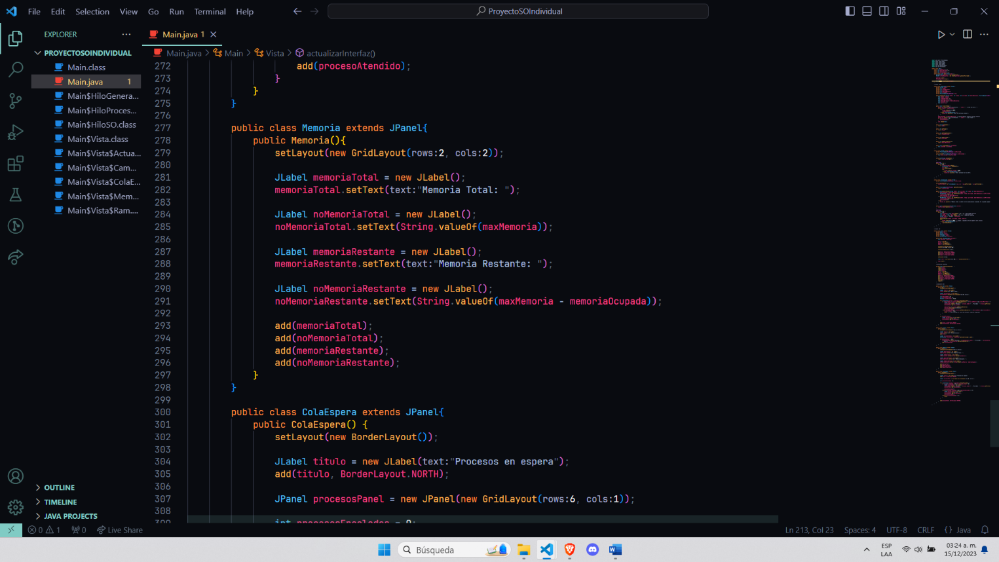 File Edit Selection View Go Run Terminal Help
ProyectoSOIndividual
EXPLORER
PROYECTOSOINDIVIDUAL
Main.class
Main.java 1
Main$HiloGenera...
Main$HiloProces...
Main$HiloSO.class
Main$Vista.class
Main$Vista$Actua...
Main$Vista$Cam...
Main$Vista$ColaE...
Main$Vista$Mem...
Main$Vista$Ram....
OUTLINE
TIMELINE
JAVA PROJECTS
Main.java 1
Main.java > Main > Vista > actualizarInterfaz()
272 add(procesoAtendido);
273 }
274 }
275 }
276
277 public class Memoria extends JPanel{
278 public Memoria(){
279 setLayout(new GridLayout(rows:2, cols:2));
280
281 JLabel memoriaTotal = new JLabel();
282 memoriaTotal.setText(text:"Memoria Total: ");
283
284 JLabel noMemoriaTotal = new JLabel();
285 noMemoriaTotal.setText(String.valueOf(maxMemoria));
286
287 JLabel memoriaRestante = new JLabel();
288 memoriaRestante.setText(text:"Memoria Restante: ");
289
290 JLabel noMemoriaRestante = new JLabel();
291 noMemoriaRestante.setText(String.valueOf(maxMemoria - memoriaOcupada));
292
293 add(memoriaTotal);
294 add(noMemoriaTotal);
295 add(memoriaRestante);
296 add(noMemoriaRestante);
297 }
298 }
299
300 public class ColaEspera extends JPanel{
301 public ColaEspera() {
302 setLayout(new BorderLayout());
303
304 JLabel titulo = new JLabel(text:"Procesos en espera");
305 add(titulo, BorderLayout.NORTH);
306
307 JPanel procesosPanel = new JPanel(new GridLayout(rows:6, cols:1));
308
309 int procesosEncolados = 0;
0 1 0 Live Share
Ln 213, Col 23 Spaces: 4 UTF-8 CRLF {} Java
Búsqueda
ESP
LAA
03:24 a. m.
15/12/2023